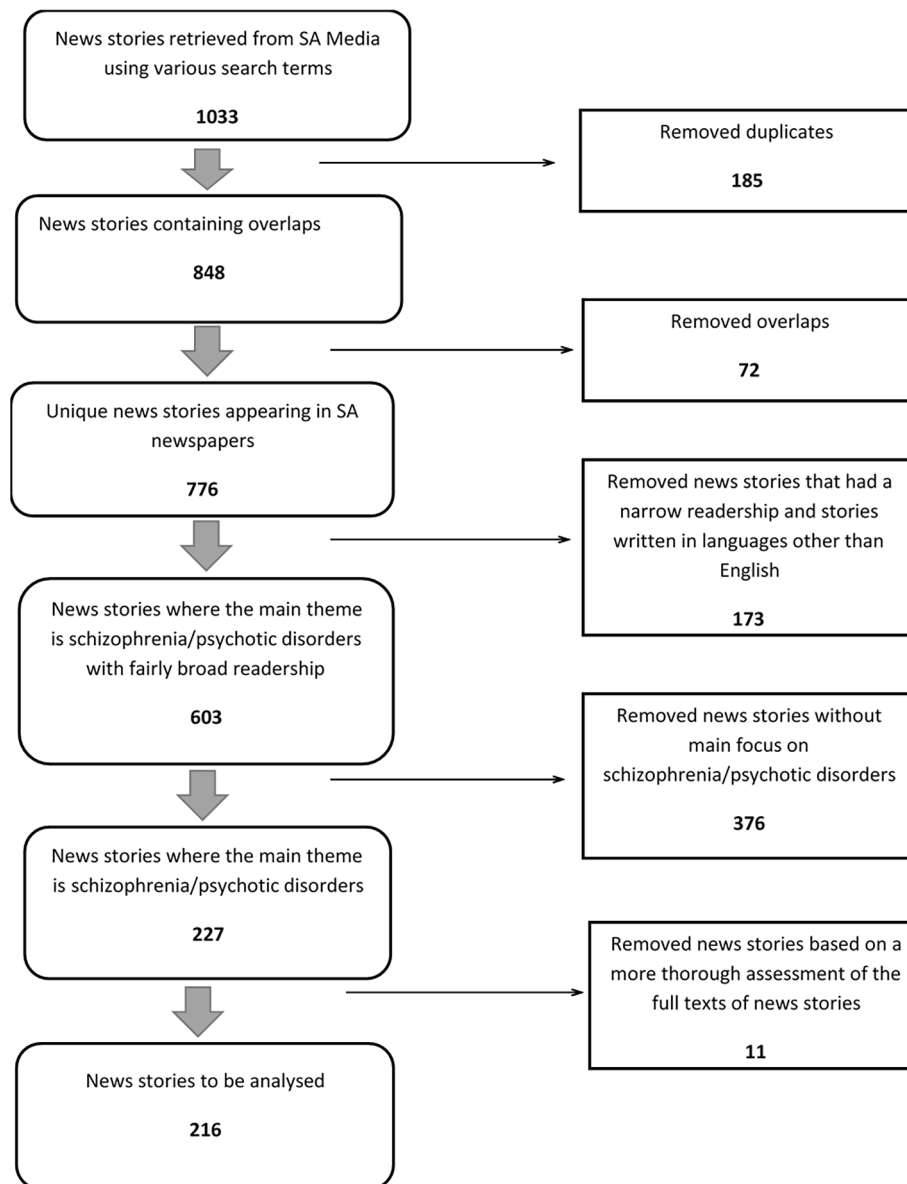 News stories retrieved from SA Media
using various search terms
1033
Removed duplicates
185
News stories containing overlaps
848
Removed overlaps
72
Unique news stories appearing in SA
newspapers
776
Removed news stories that had a
narrow readership and stories
written in languages other than
English
173
News stories where the main theme
is schizophrenia/psychotic disorders
with fairly broad readership
603
Removed news stories without
main focus on
schizophrenia/psychotic disorders
376
News stories where the main theme
is schizophrenia/psychotic disorders
227
Removed news stories based on a
more thorough assessment of the
full texts of news stories
11
News stories to be analysed
216